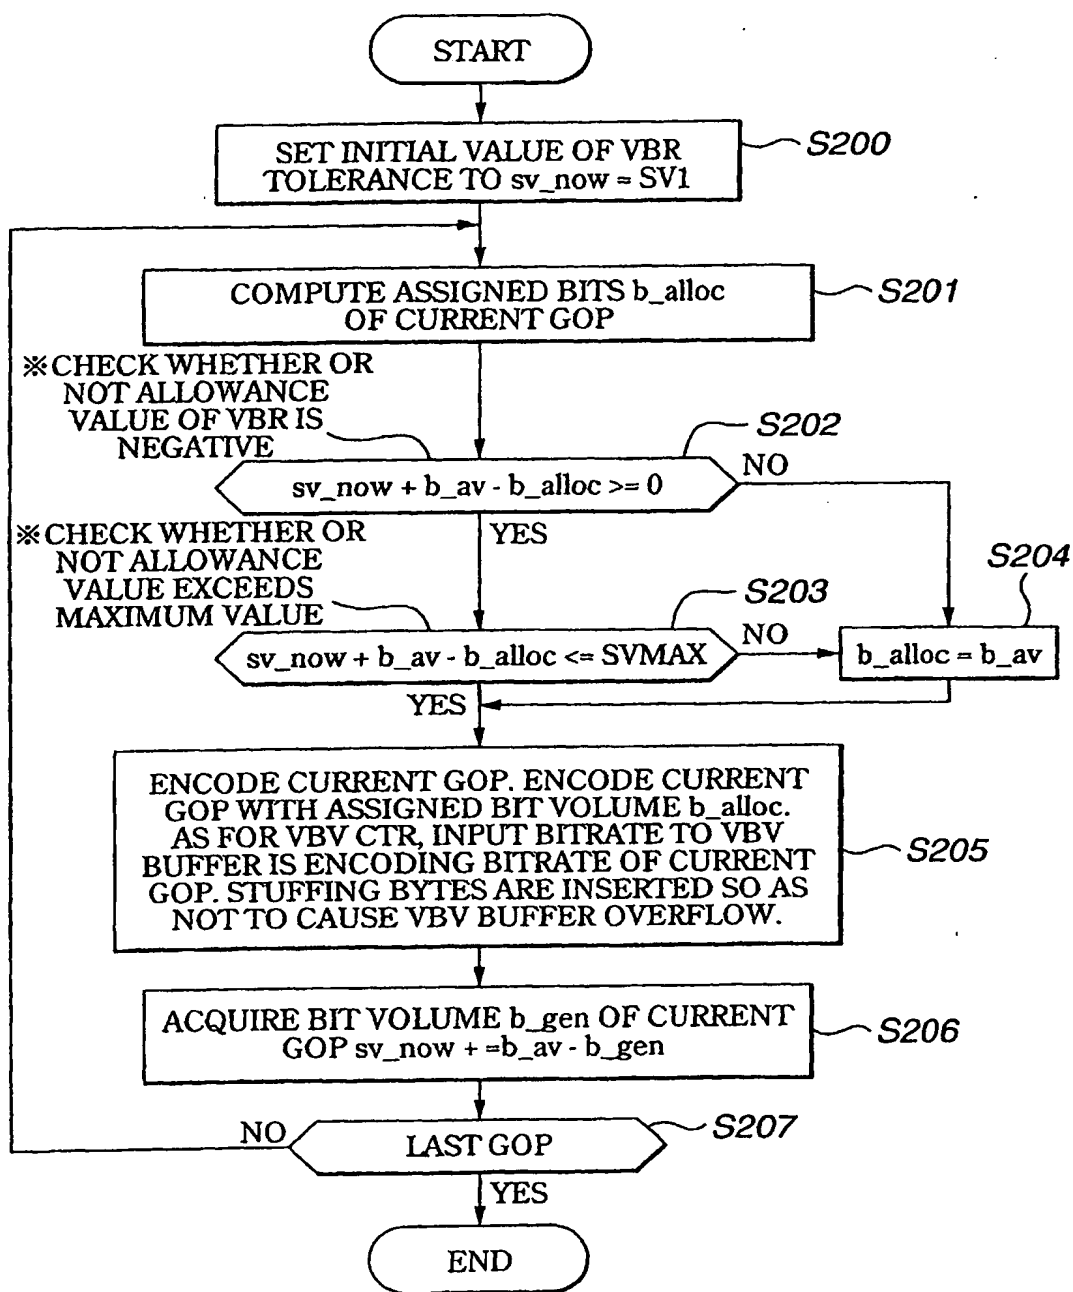 START
SET INITIAL VALUE OF VBR
TOLERANCE TO sv_now = SV1
S200
COMPUTE ASSIGNED BITS b_alloc
OF CURRENT GOP
S201
※CHECK WHETHER OR
NOT ALLOWANCE
VALUE OF VBR IS
NEGATIVE
S202
sv_now + b_av - b_alloc >= 0
NO
YES
※CHECK WHETHER OR
NOT ALLOWANCE
VALUE EXCEEDS
MAXIMUM VALUE
S203
S204
sv_now + b_av - b_alloc <= SVMAX
NO
b_alloc = b_av
YES
ENCODE CURRENT GOP. ENCODE CURRENT
GOP WITH ASSIGNED BIT VOLUME b_alloc.
AS FOR VBV CTR, INPUT BITRATE TO VBV
BUFFER IS ENCODING BITRATE OF CURRENT
GOP. STUFFING BYTES ARE INSERTED SO AS
NOT TO CAUSE VBV BUFFER OVERFLOW.
S205
ACQUIRE BIT VOLUME b_gen OF CURRENT
GOP sv_now + =b_av - b_gen
S206
NO
LAST GOP
S207
YES
END